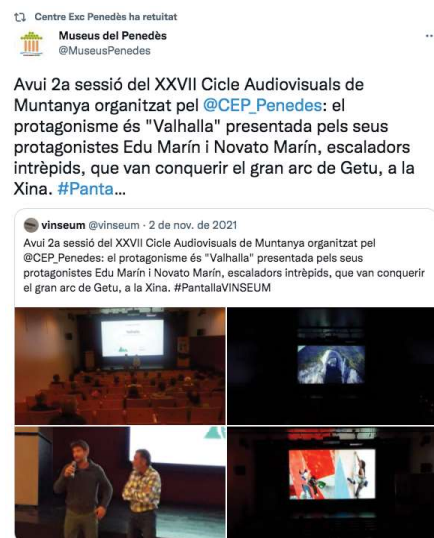 Centre Exc Penedès ha retuitat
Museus del Penedès
@MuseusPenedes
Avui 2a sessió del XXVII Cicle Audiovisuals de
Muntanya organitzat pel @CEP_Penedes: el
protagonisme és "Valhalla" presentada pels seus
protagonistes Edu Marín i Novato Marín, escaladors
intrèpids, que van conquerir el gran arc de Getu, a la
Xina. #Panta...
vinseum @vinseum · 2 de nov. de 2021
Avui 2a sessió del XXVII Cicle Audiovisuals de Muntanya organitzat pel
@CEP_Penedes: el protagonisme és "Valhalla" presentada pels seus
protagonistes Edu Marín i Novato Marín, escaladors intrèpids, que van conquerir
el gran arc de Getu, a la Xina. #PantallaVINSEUM